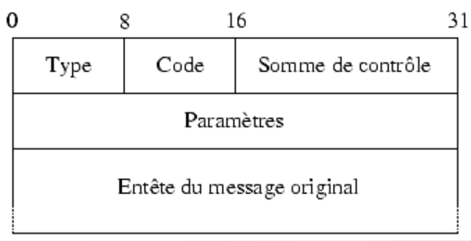 0 8 16 31
Type Code Somme de contrôle
Paramètres
Entête du message original